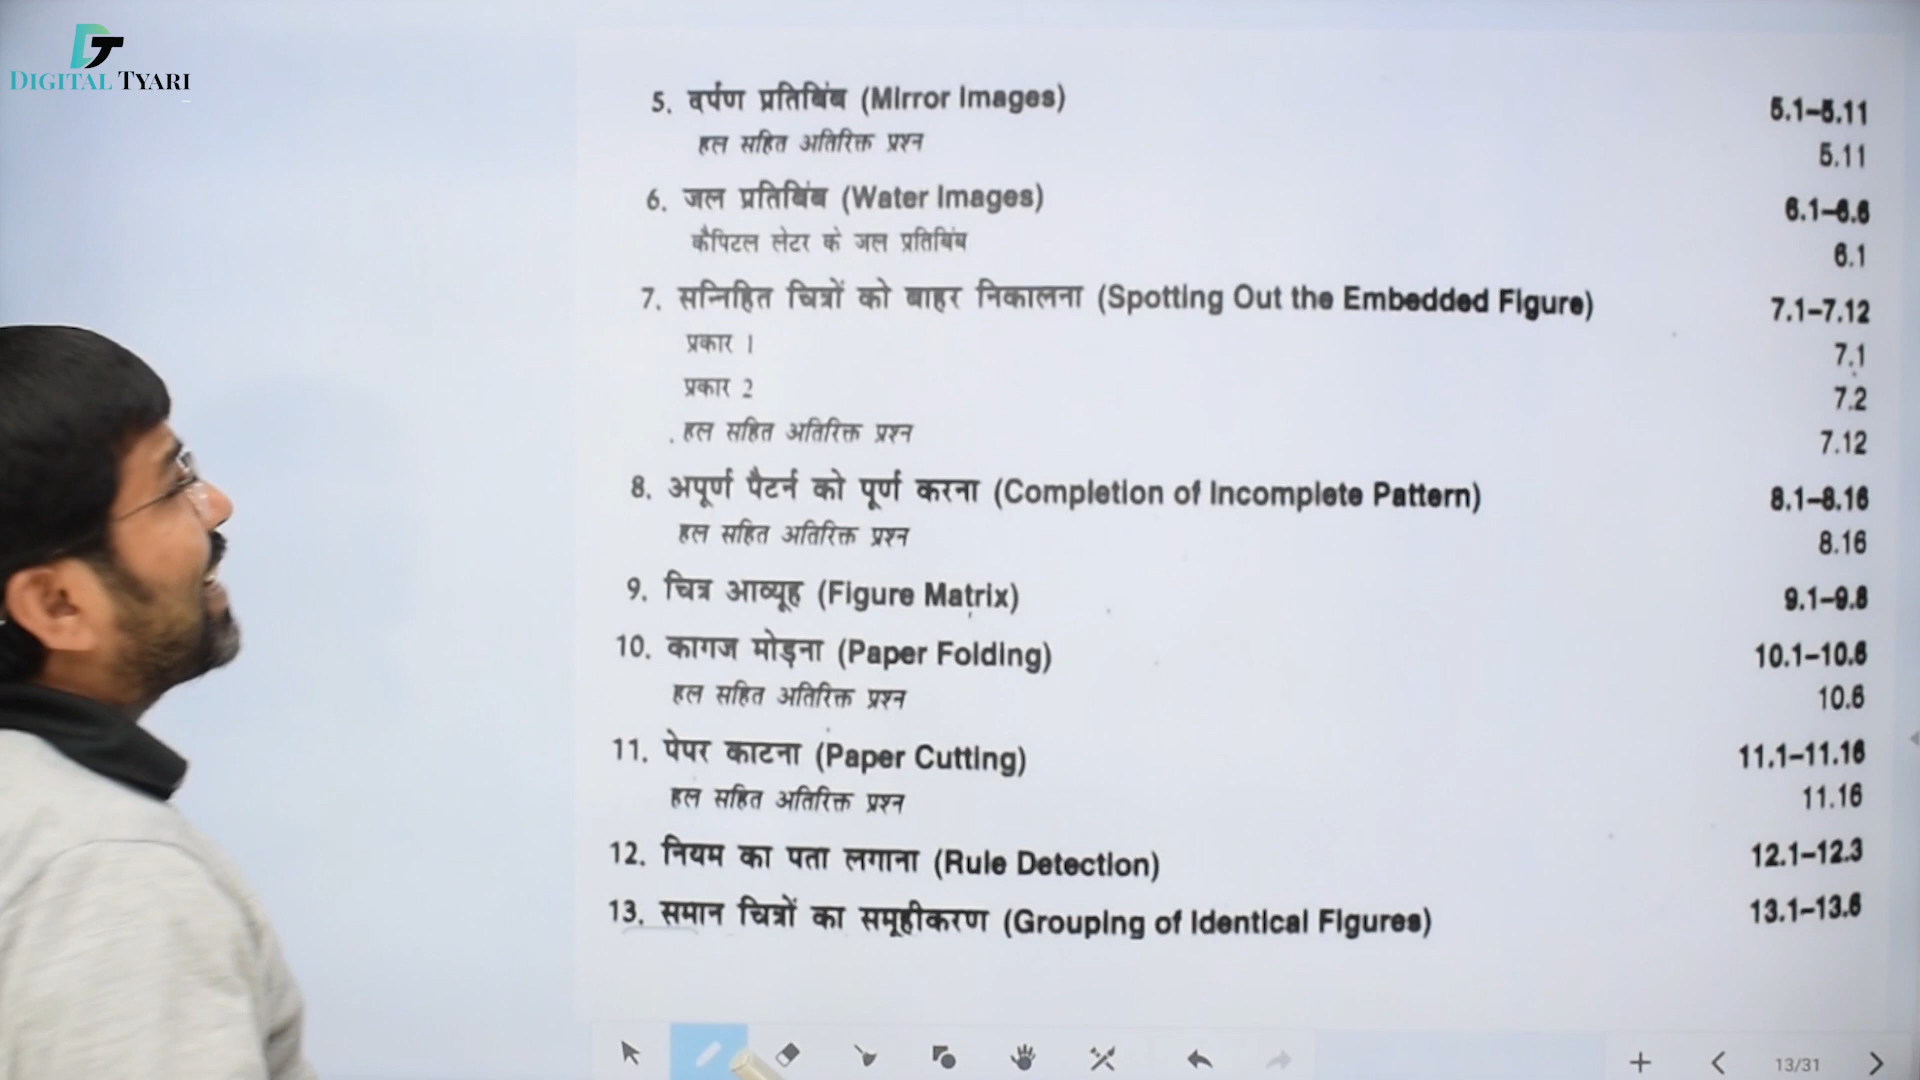 DT
DIGITAL TYARI
5. दर्पण प्रतिबिंब (Mirror Images) 5.1–5.11
हल सहित अतिरिक्त प्रश्न 5.11
6. जल प्रतिबिंब (Water Images) 6.1–6.6
कैपिटल लेटर के जल प्रतिबिंब 6.1
7. सन्निहित चित्रों को बाहर निकालना (Spotting Out the Embedded Figure) 7.1–7.12
प्रकार 1 7.1
प्रकार 2 7.2
हल सहित अतिरिक्त प्रश्न 7.12
8. अपूर्ण पैटर्न को पूर्ण करना (Completion of Incomplete Pattern) 8.1–8.16
हल सहित अतिरिक्त प्रश्न 8.16
9. चित्र आव्यूह (Figure Matrix) 9.1–9.8
10. कागज मोड़ना (Paper Folding) 10.1–10.6
हल सहित अतिरिक्त प्रश्न 10.6
11. पेपर काटना (Paper Cutting) 11.1–11.16
हल सहित अतिरिक्त प्रश्न 11.16
12. नियम का पता लगाना (Rule Detection) 12.1–12.3
13. समान चित्रों का समूहीकरण (Grouping of Identical Figures) 13.1–13.6
13/31